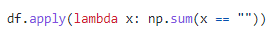 df.apply(lambda x: np.sum(x == ""))